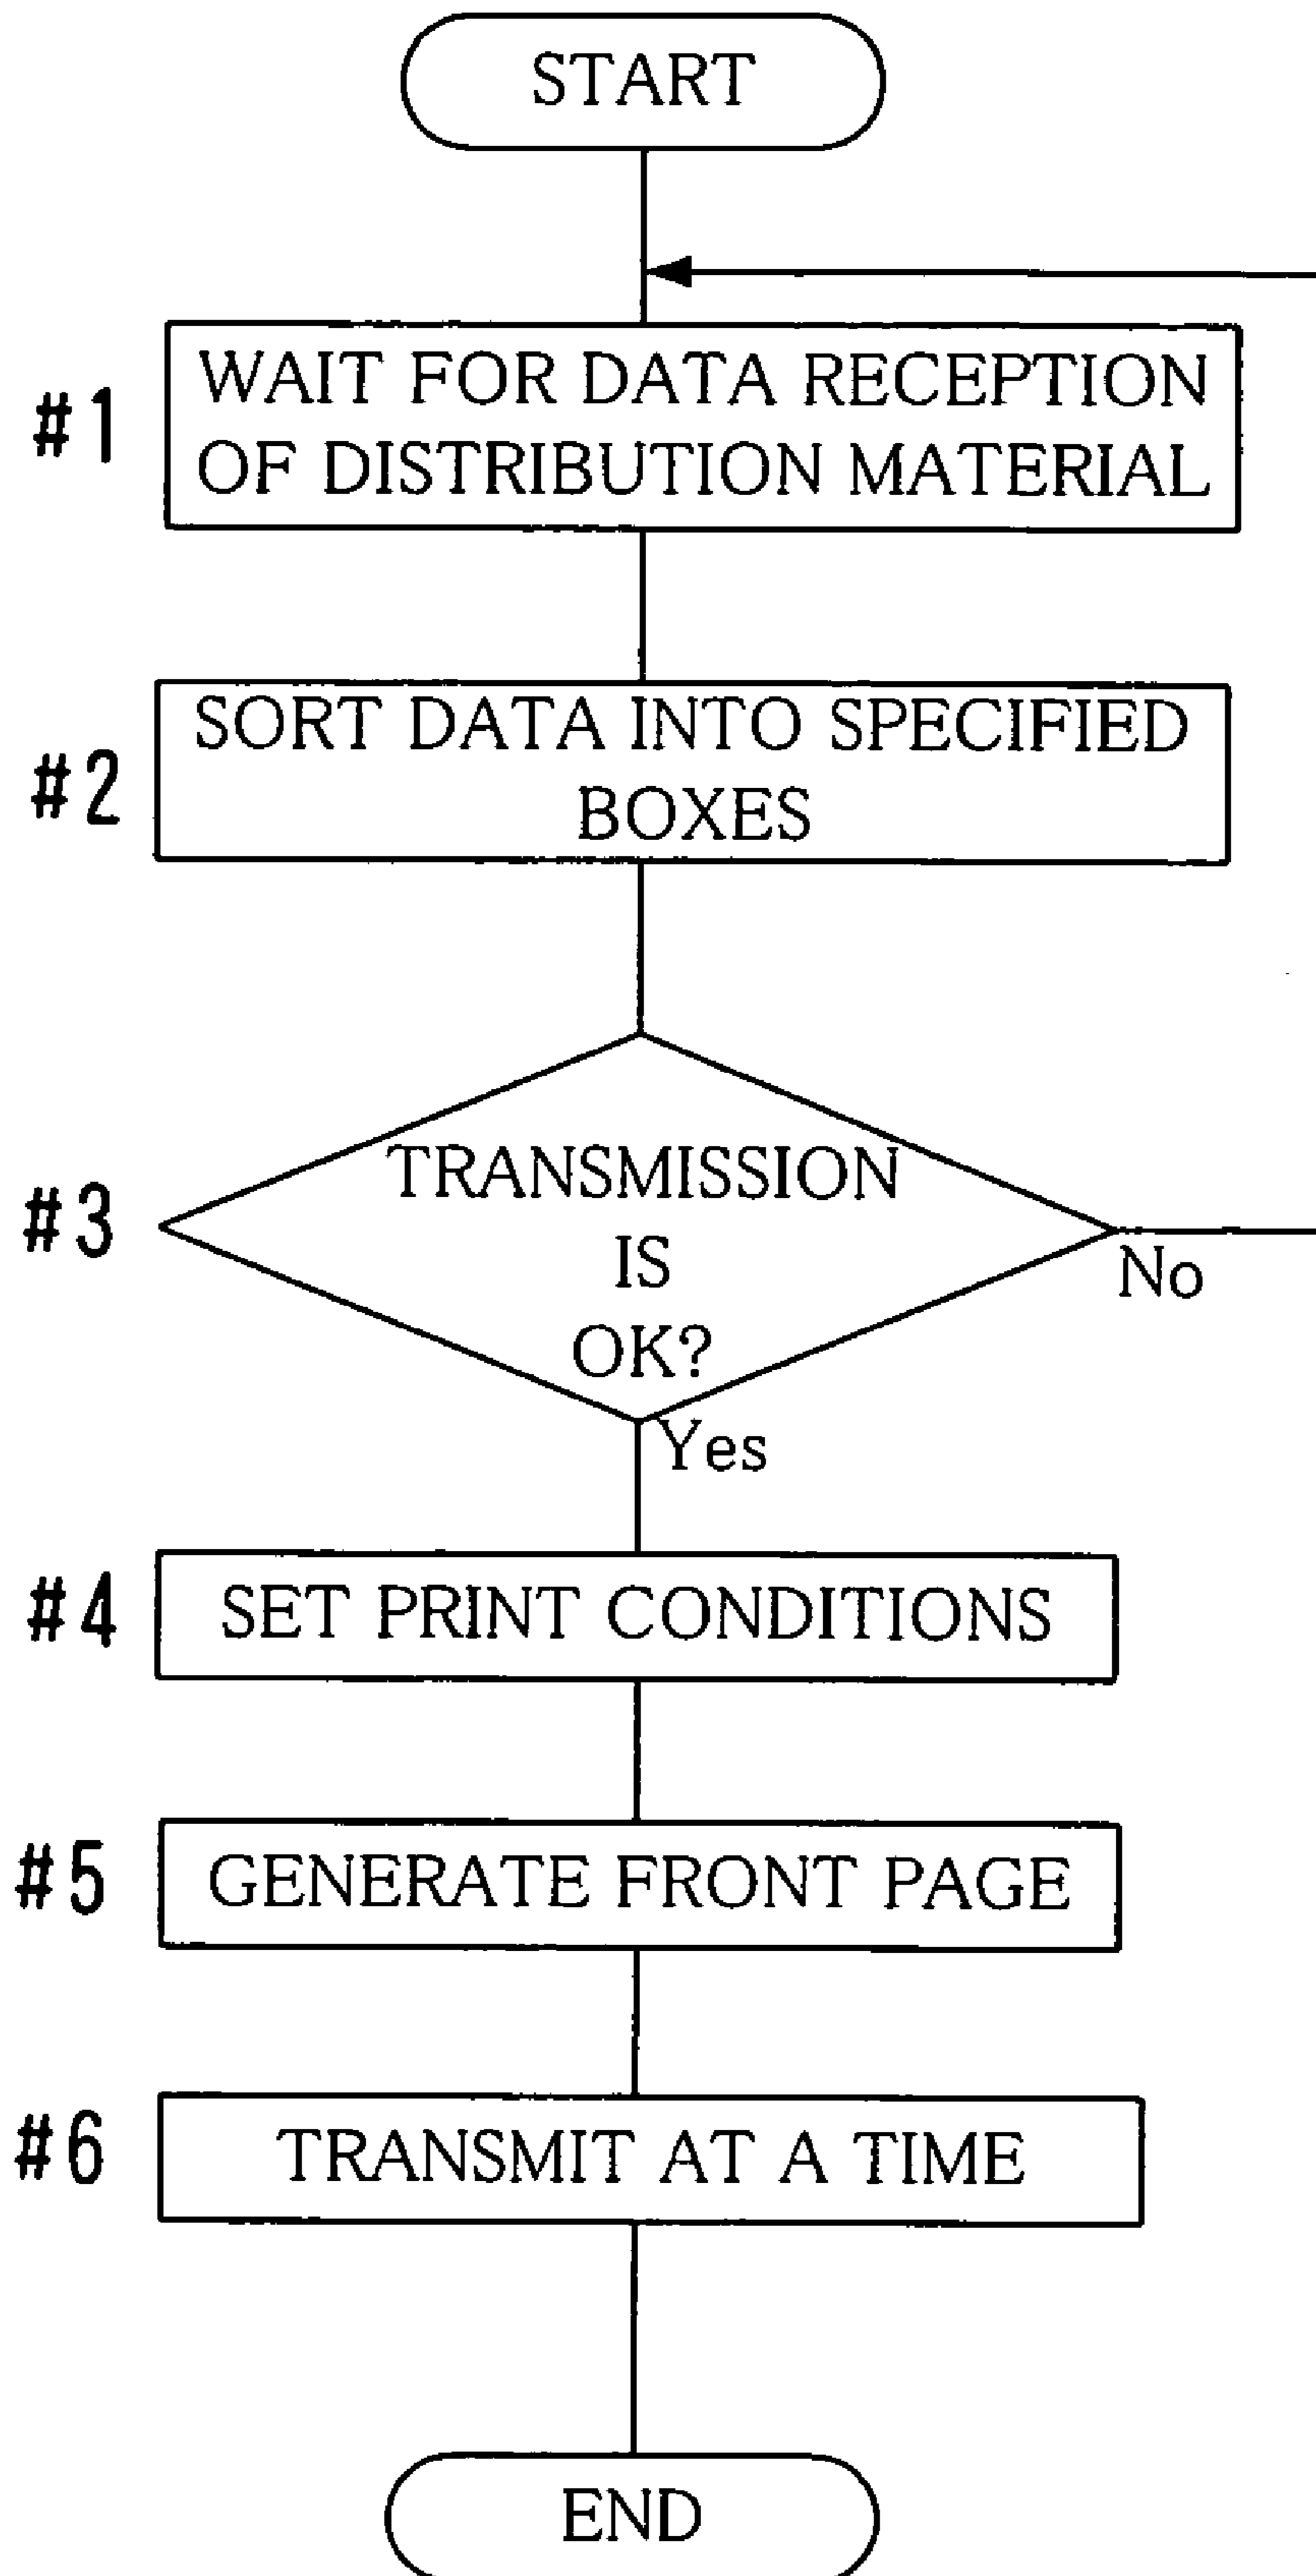 START
#1
WAIT FOR DATA RECEPTION
OF DISTRIBUTION MATERIAL
#2
SORT DATA INTO SPECIFIED
BOXES
#3
TRANSMISSION
IS
OK?
No
Yes
#4
SET PRINT CONDITIONS
#5
GENERATE FRONT PAGE
#6
TRANSMIT AT A TIME
END